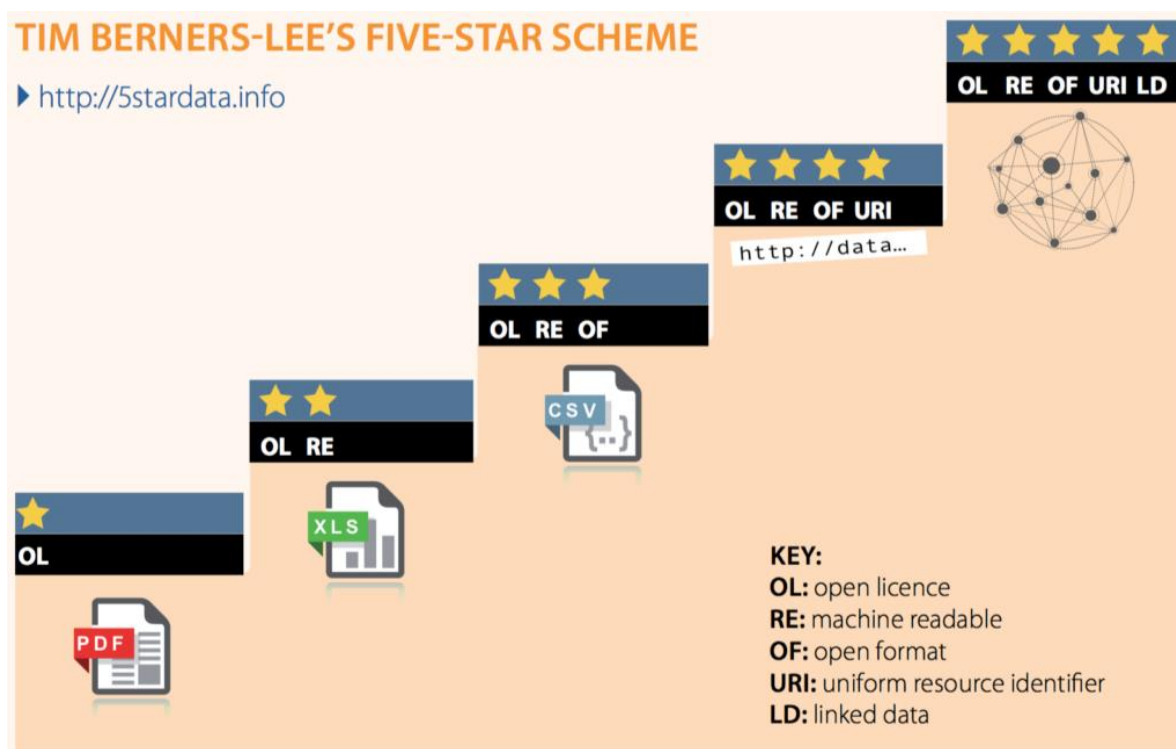 TIM BERNERS-LEE'S FIVE-STAR SCHEME
http://5stardata.info
OL RE OF URI LD
OL RE OF URI
http://data...
OL RE OF
CSV
{..}
OL RE
XLS
OL
PDF
KEY:
OL: open licence
RE: machine readable
OF: open format
URI: uniform resource identifier
LD: linked data